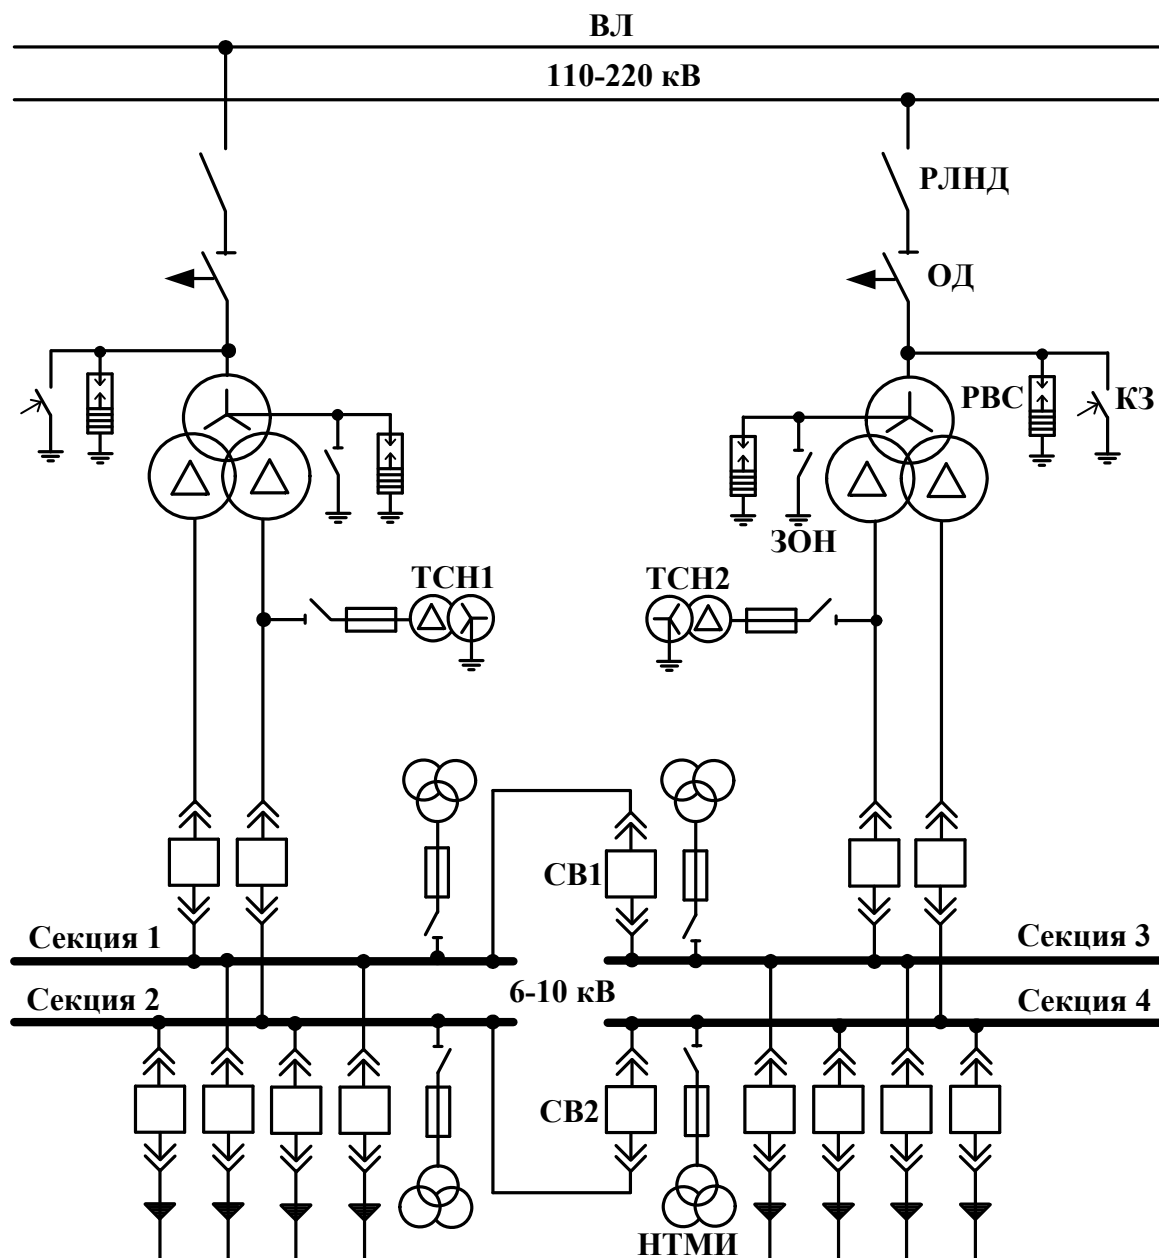 ВЛ
110-220 кВ
РЛНД
ОД
РВС
КЗ
ЗОН
ТСН1
ТСН2
СВ1
Секция 1
Секция 3
6-10 кВ
Секция 2
Секция 4
СВ2
НТМИ